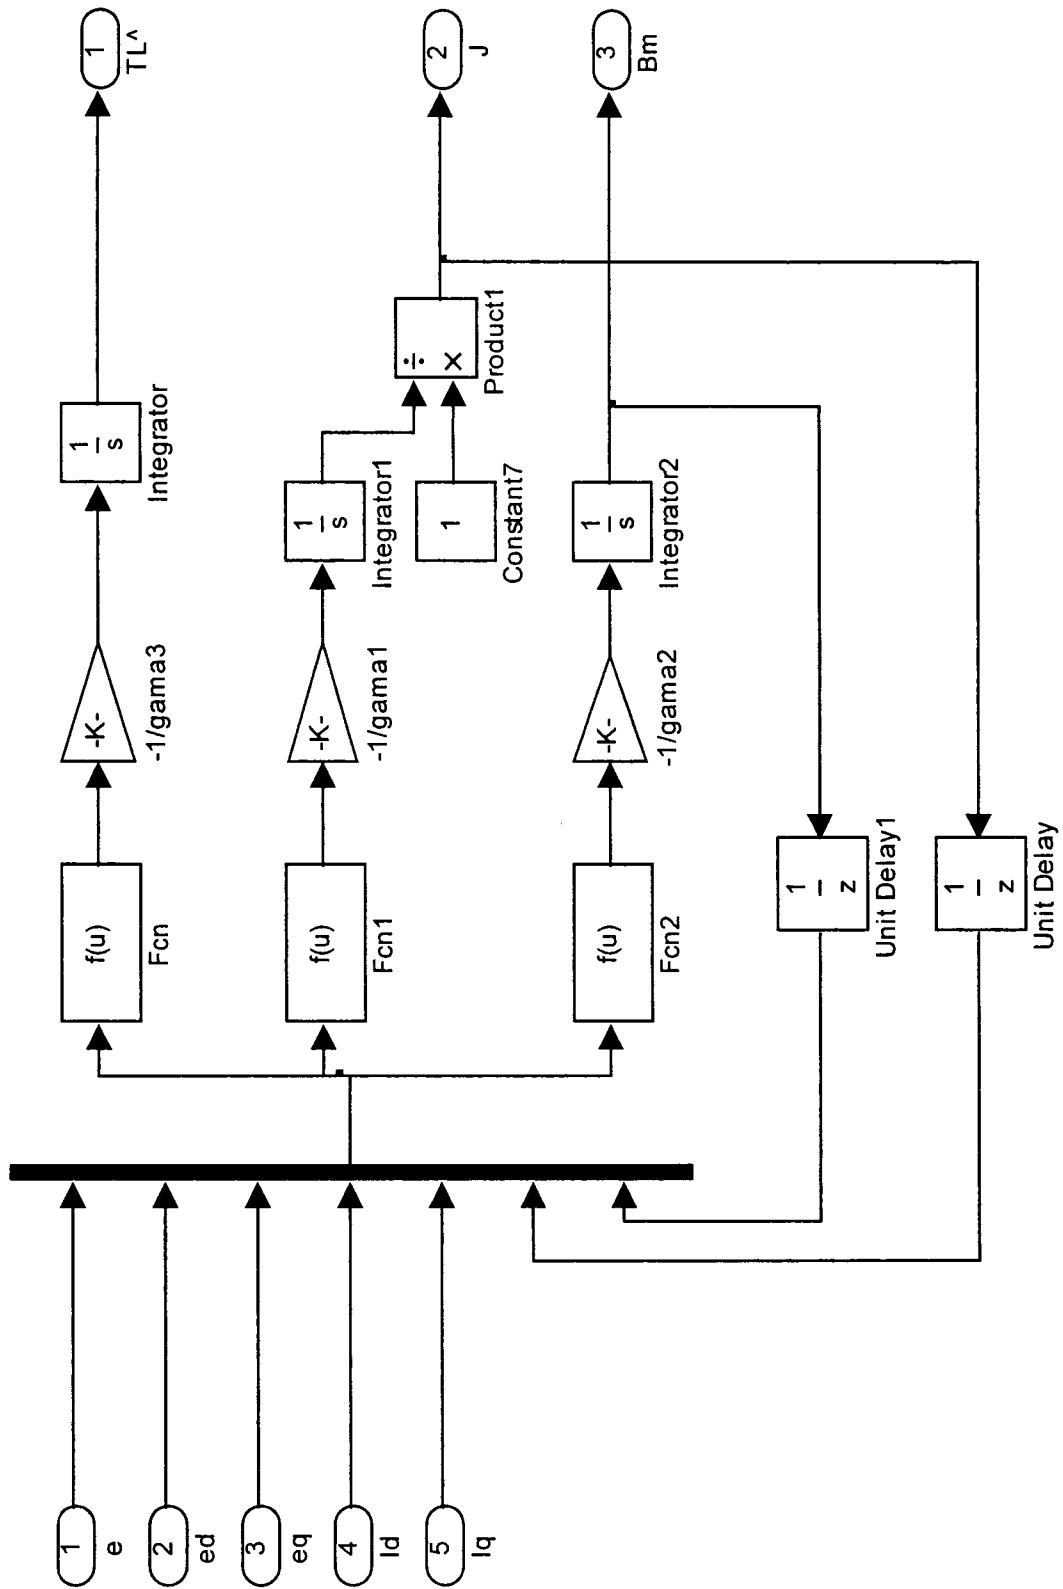 1
e
2
ed
3
eq
4
Id
5
Iq
f(u)
Fcn
-K-
-1/gama3
1
s
Integrator
1
TL^
f(u)
Fcn1
-K-
-1/gama1
1
s
Integrator1
1
Constant7
÷
×
Product1
2
J
f(u)
Fcn2
-K-
-1/gama2
1
s
Integrator2
3
Bm
1
z
Unit Delay1
1
z
Unit Delay